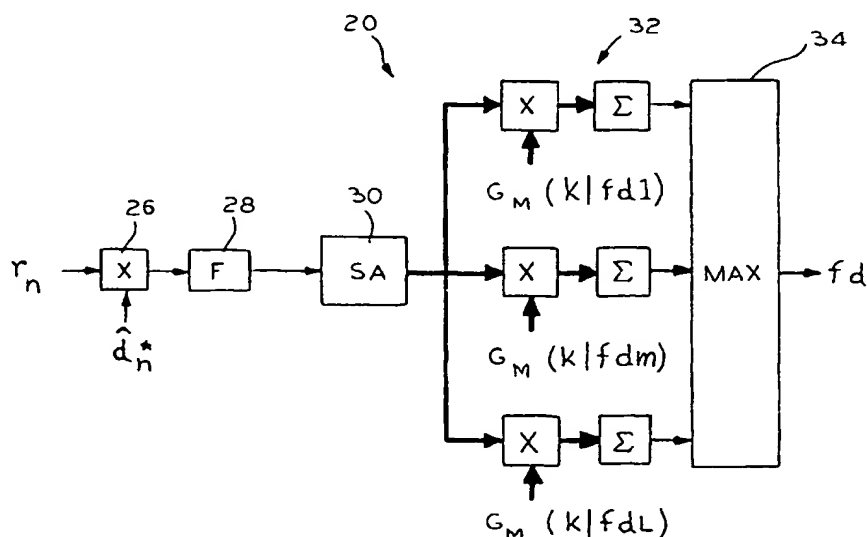 20
32
34
X
Σ
G_M (k|fd1)
26
28
30
r_n
X
F
SA
X
Σ
MAX
fd
d̂_n*
G_M (k|fdm)
X
Σ
G_M (k|fdL)